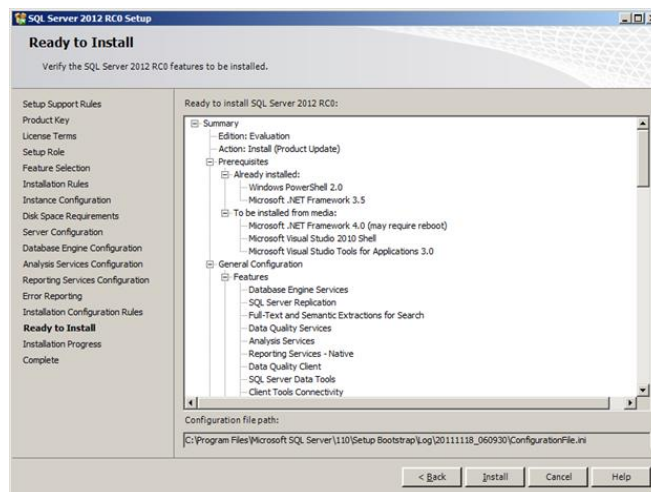 SQL Server 2012 RC0 Setup
Ready to Install
Verify the SQL Server 2012 RC0 features to be installed.
Setup Support Rules
Product Key
License Terms
Setup Role
Feature Selection
Installation Rules
Instance Configuration
Disk Space Requirements
Server Configuration
Database Engine Configuration
Analysis Services Configuration
Reporting Services Configuration
Error Reporting
Installation Configuration Rules
Ready to Install
Installation Progress
Complete
Ready to install SQL Server 2012 RC0:
Summary
Edition: Evaluation
Action: Install (Product Update)
Prerequisites
Already installed:
Windows PowerShell 2.0
Microsoft .NET Framework 3.5
To be installed from media:
Microsoft .NET Framework 4.0 (may require reboot)
Microsoft Visual Studio 2010 Shell
Microsoft Visual Studio Tools for Applications 3.0
General Configuration
Features
Database Engine Services
SQL Server Replication
Full-Text and Semantic Extractions for Search
Data Quality Services
Analysis Services
Reporting Services - Native
Data Quality Client
SQL Server Data Tools
Client Tools Connectivity
Configuration file path:
C:\Program Files\Microsoft SQL Server\110\Setup Bootstrap\Log\20111118_060930\ConfigurationFile.ini
< Back
Install
Cancel
Help